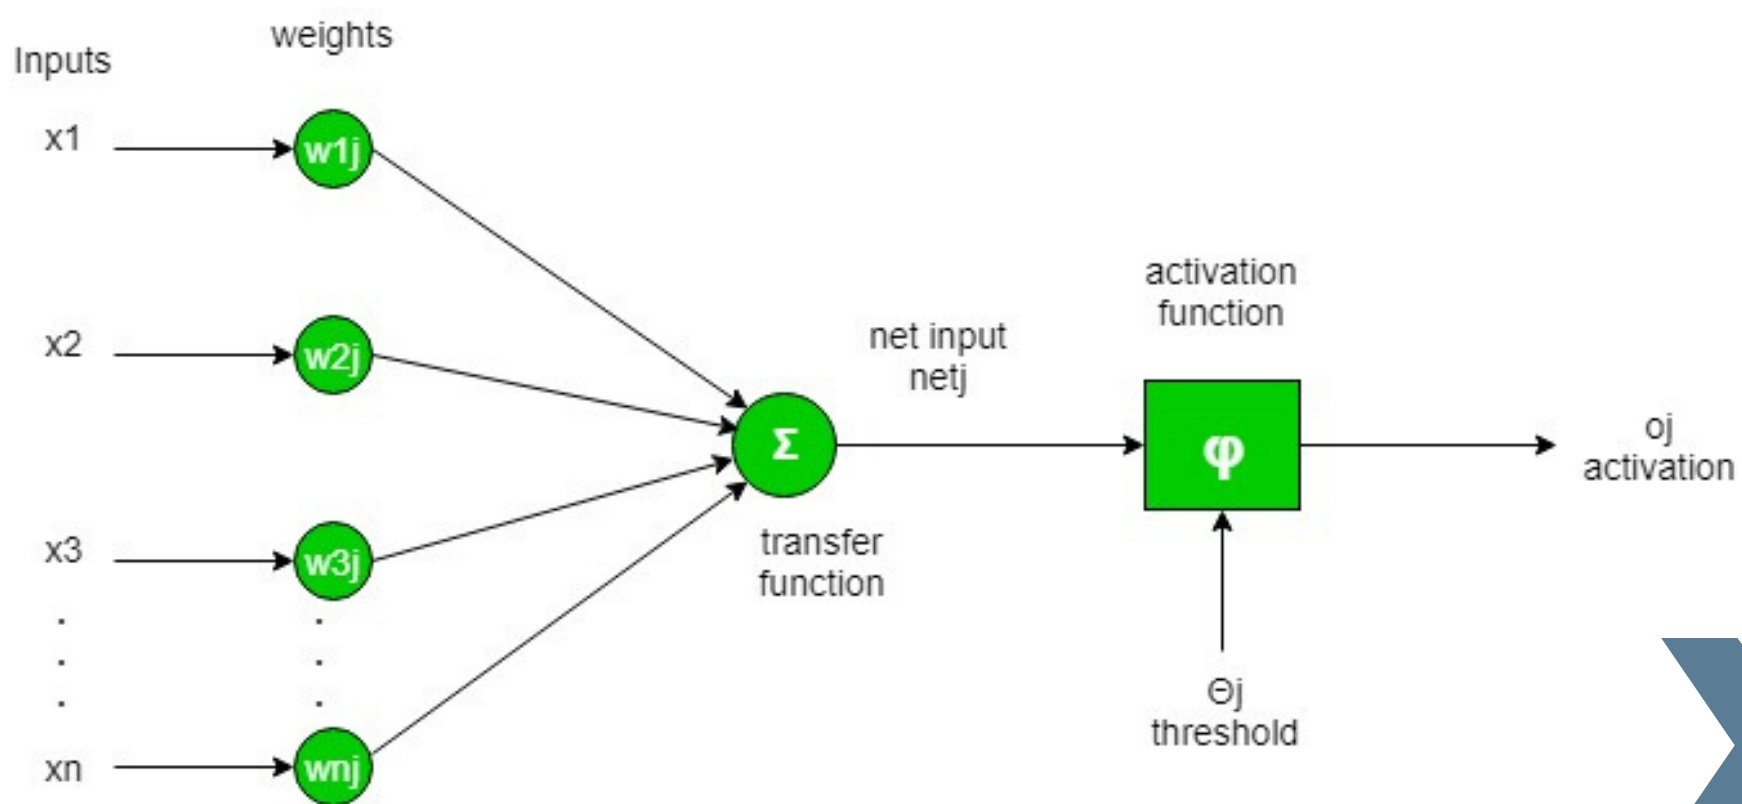 weights
Inputs
x1
w1j
x2
w2j
x3
w3j
.
.
.
.
.
.
xn
wnj
Σ
transfer
function
net input
netj
activation
function
φ
Θj
threshold
oj
activation